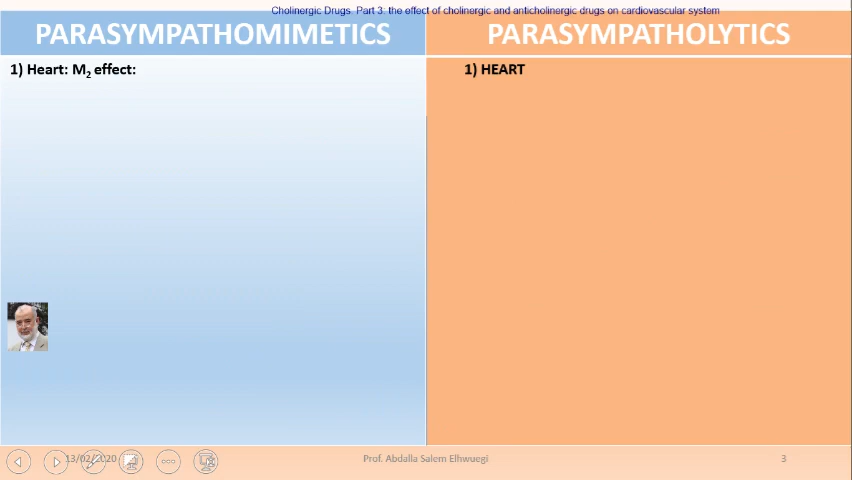 Cholinergic Drugs. Part 3: the effect of cholinergic and anticholinergic drugs on cardiovascular system
PARASYMPATHOMIMETICS
PARASYMPATHOLYTICS
1) Heart: M2 effect:
1) HEART
13/02/2020
Prof. Abdalla Salem Elhwuegi
3